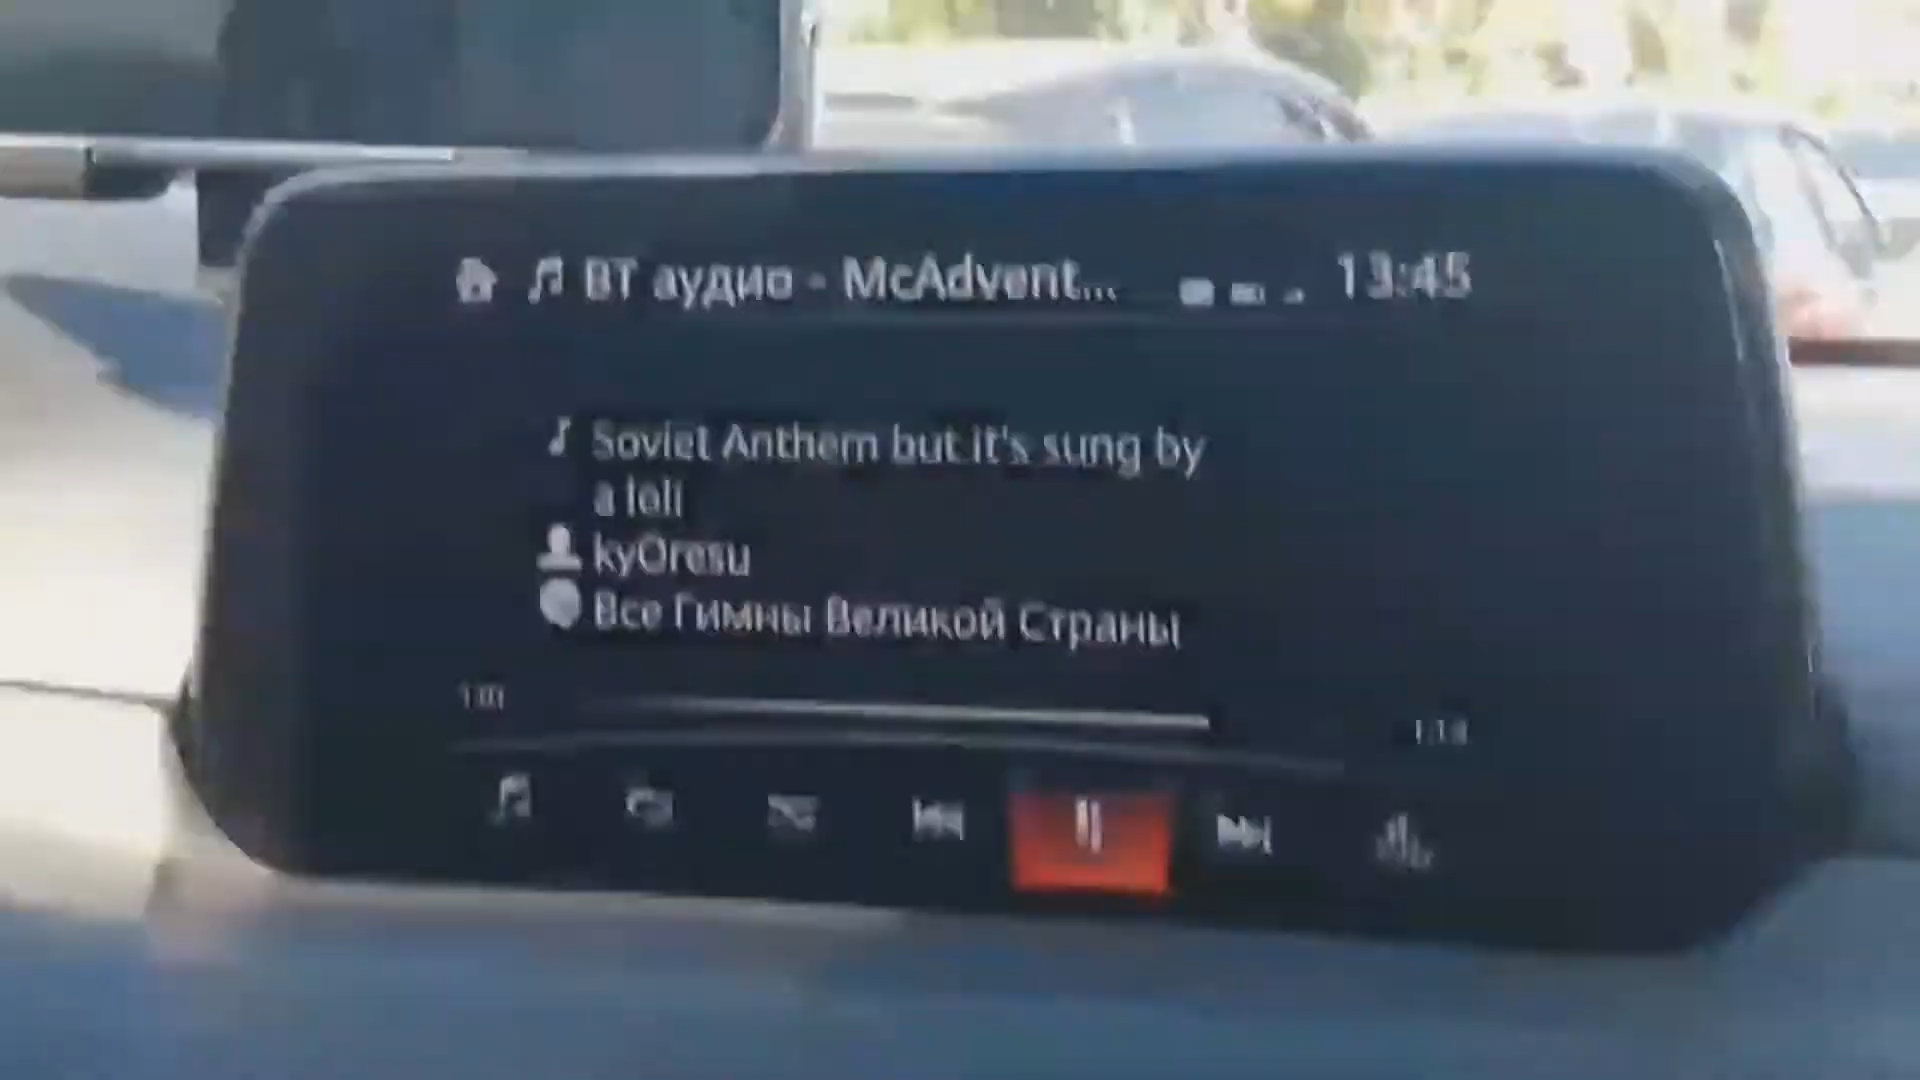 BT аудио - McAdvent... 13:45
Soviet Anthem but it's sung by
a loli
kyOresu
Все Гимны Великой Страны